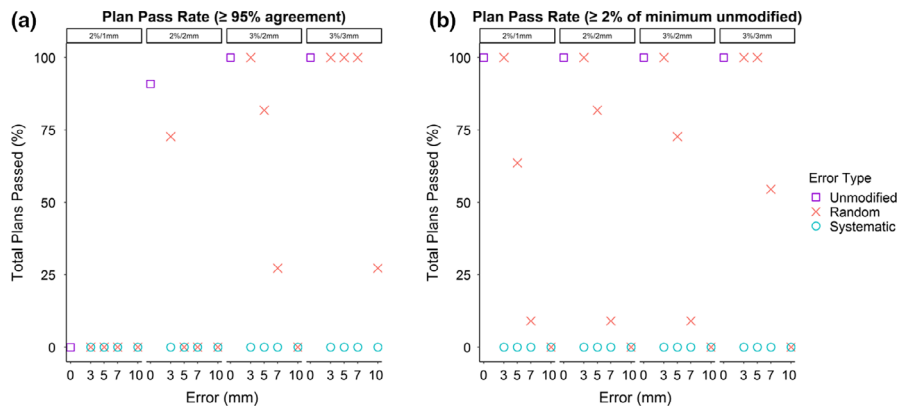 (a) Plan Pass Rate (≥ 95% agreement)
2%/1mm 2%/2mm 3%/2mm 3%/3mm
100
75
50
25
0
Total Plans Passed (%)
0 3 5 7 10 0 3 5 7 10 0 3 5 7 10 0 3 5 7 10
Error (mm)
(b) Plan Pass Rate (≥ 2% of minimum unmodified)
2%/1mm 2%/2mm 3%/2mm 3%/3mm
100
75
50
25
0
Total Plans Passed (%)
0 3 5 7 10 0 3 5 7 10 0 3 5 7 10 0 3 5 7 10
Error (mm)
Error Type
Unmodified
Random
Systematic